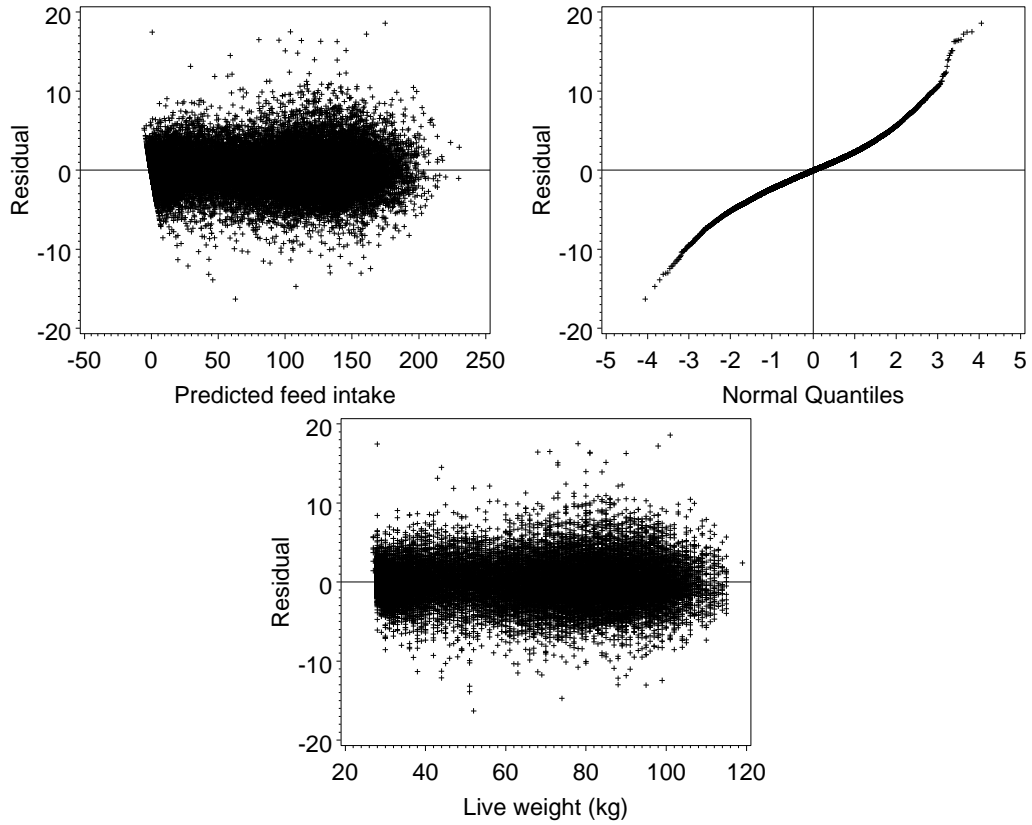 20
10
0
-10
-20
Residual
-50 0 50 100 150 200 250
Predicted feed intake
20
10
0
-10
-20
Residual
-5 -4 -3 -2 -1 0 1 2 3 4 5
Normal Quantiles
20
10
0
-10
-20
Residual
20 40 60 80 100 120
Live weight (kg)